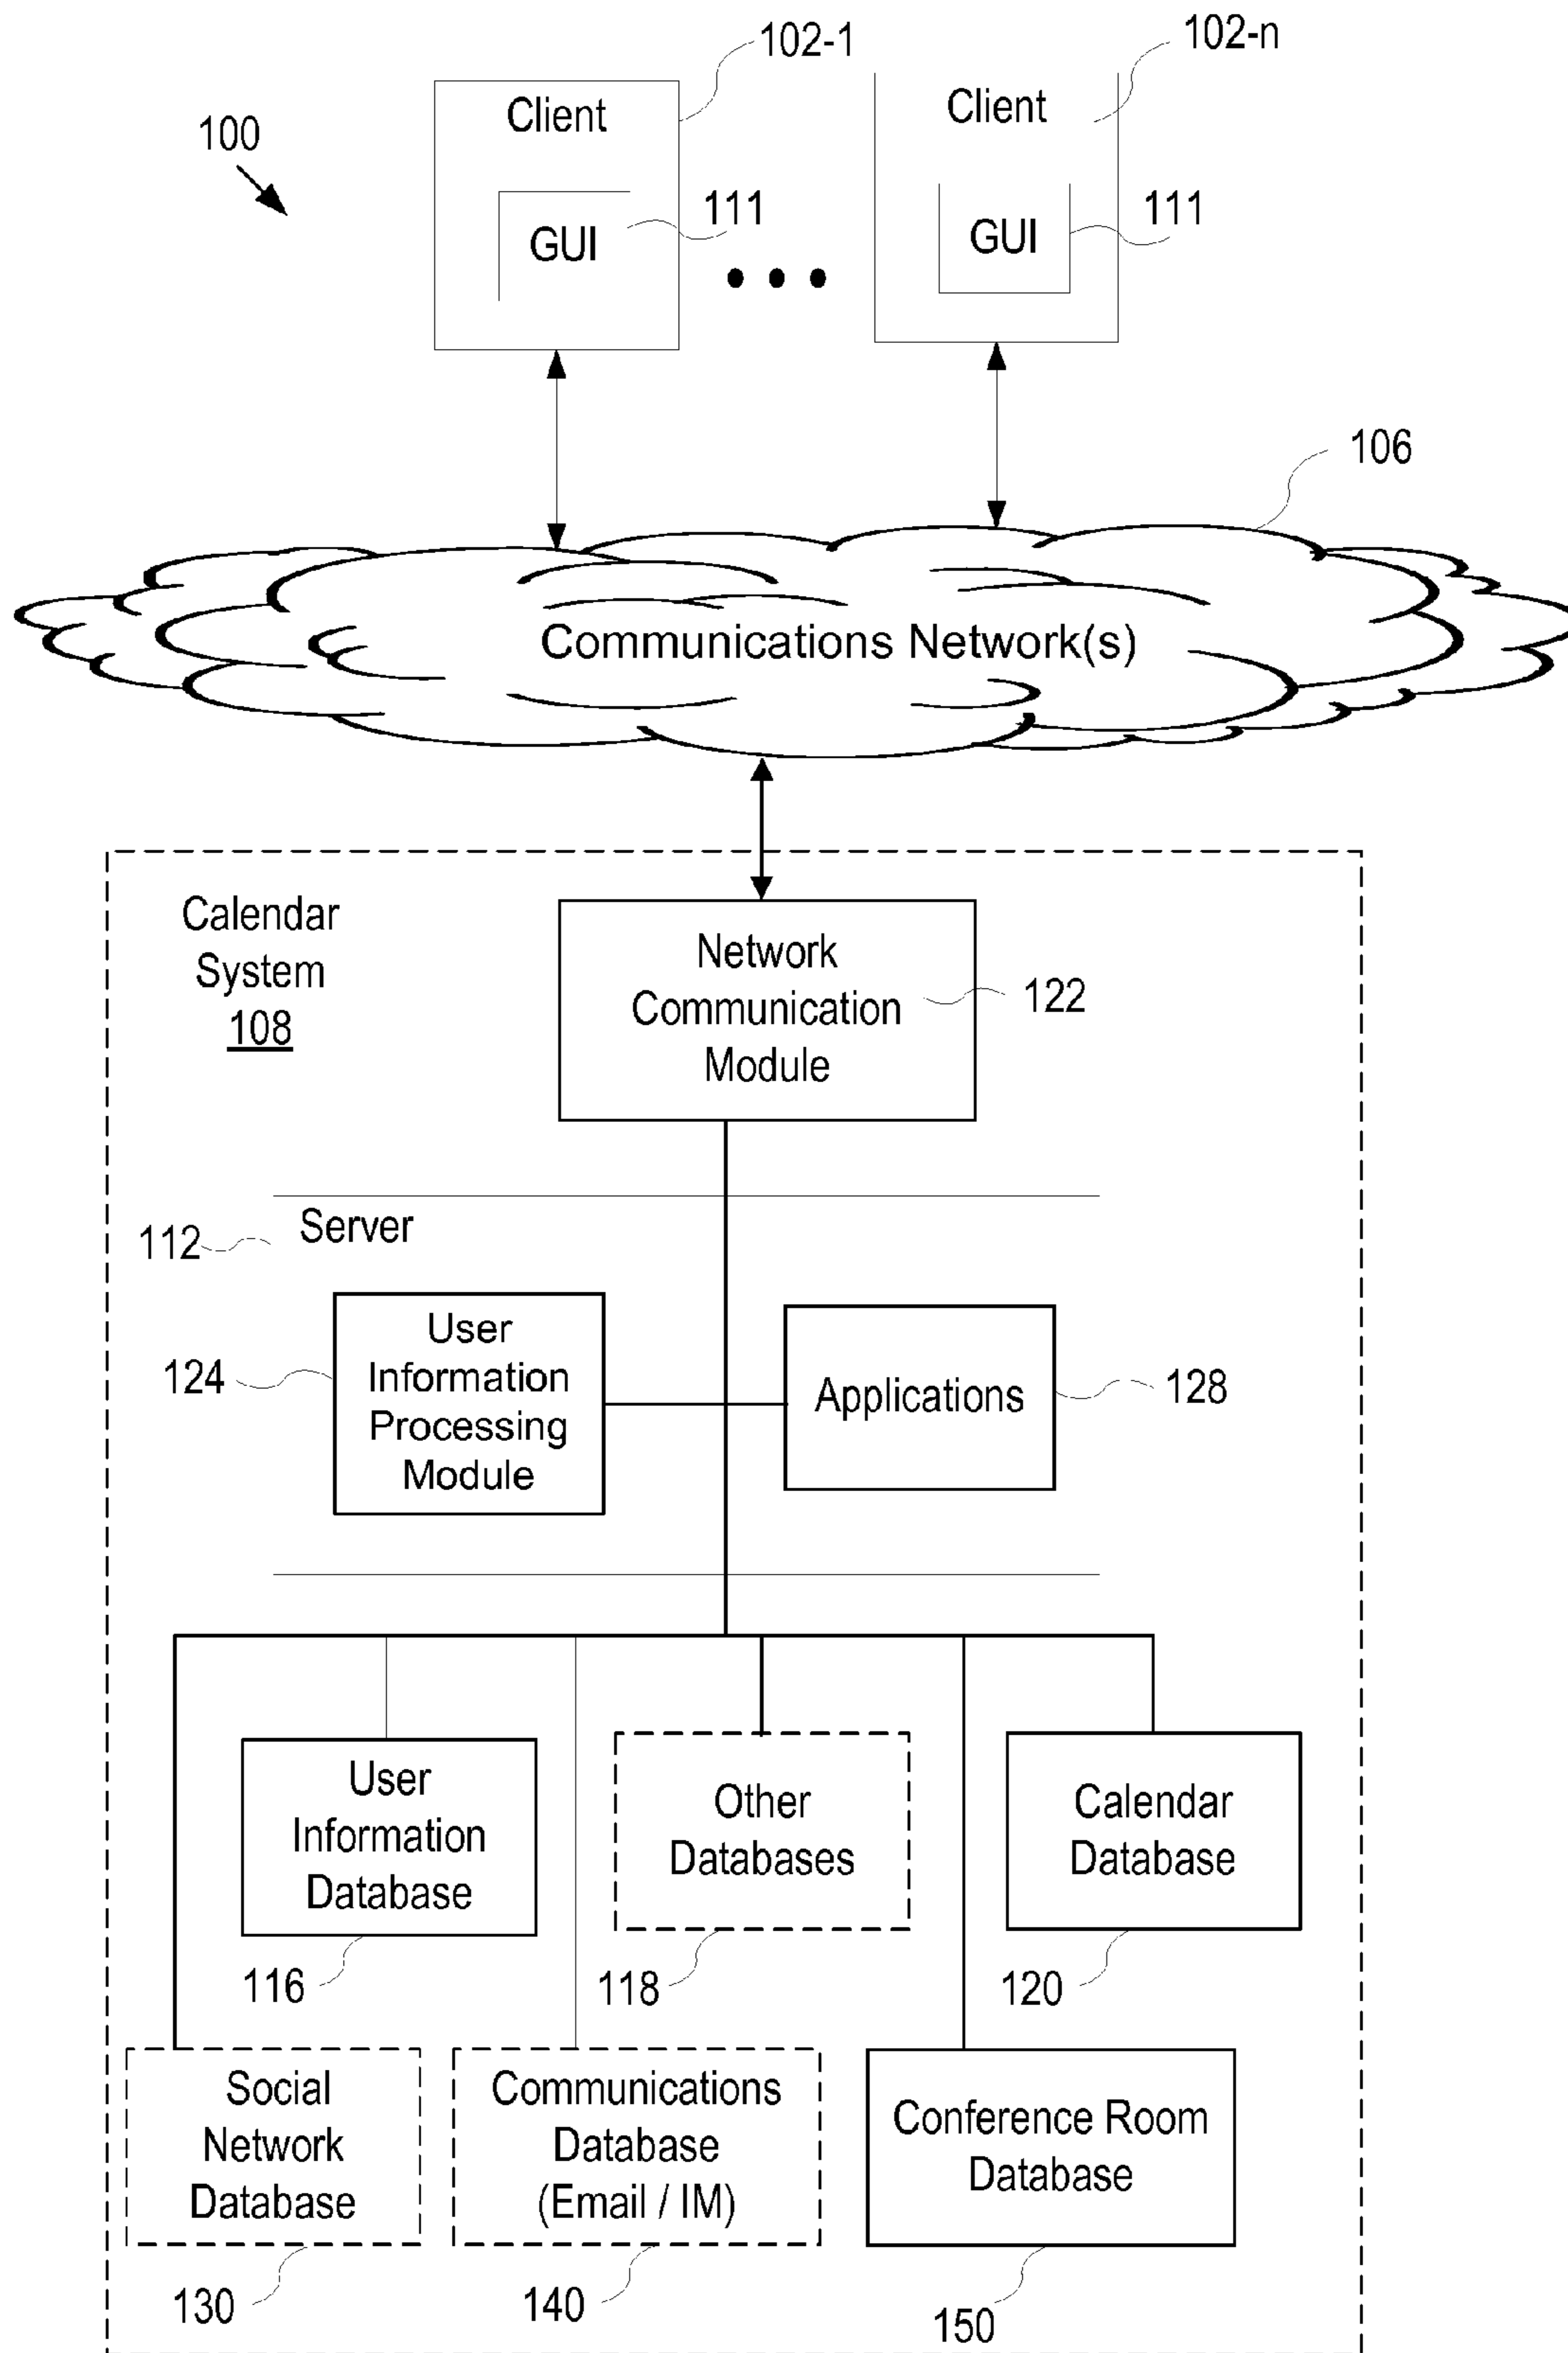 102-1
102-n
Client
Client
100
111
111
GUI
GUI
106
Communications Network(s)
Calendar
System
108
Network
Communication
Module
122
Server
112
User
Information
Processing
Module
124
Applications
128
User
Information
Database
Other
Databases
Calendar
Database
116
118
120
Social
Network
Database
Communications
Database
(Email / IM)
Conference Room
Database
130
140
150